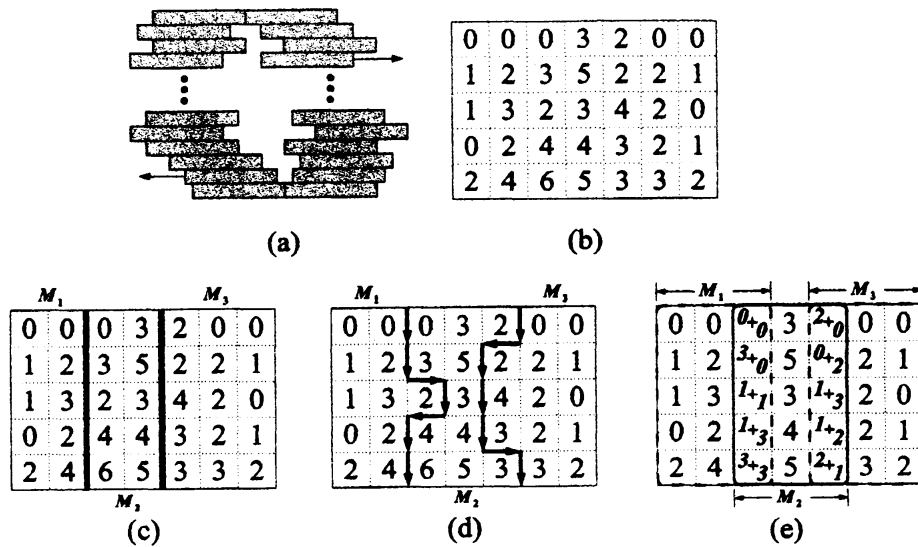 0 0 0 3 2 0 0
1 2 3 5 2 2 1
1 3 2 3 4 2 0
0 2 4 4 3 2 1
2 4 6 5 3 3 2
(a)
(b)
M₁ M₃
0 0 0 3 2 0 0
1 2 3 5 2 2 1
1 3 2 3 4 2 0
0 2 4 4 3 2 1
2 4 6 5 3 3 2
M₂
(c)
M₁ M₃
0 0 0 3 2 0 0
1 2 3 5 2 2 1
1 3 2 3 4 2 0
0 2 4 4 3 2 1
2 4 6 5 3 3 2
M₂
(d)
M₁ M₃
0 0 0+0 3 2+0 0 0
1 2 3+0 5 0+2 2 1
1 3 1+1 3 1+3 2 0
0 2 1+3 4 1+2 2 1
2 4 3+3 5 2+1 3 2
M₂
(e)